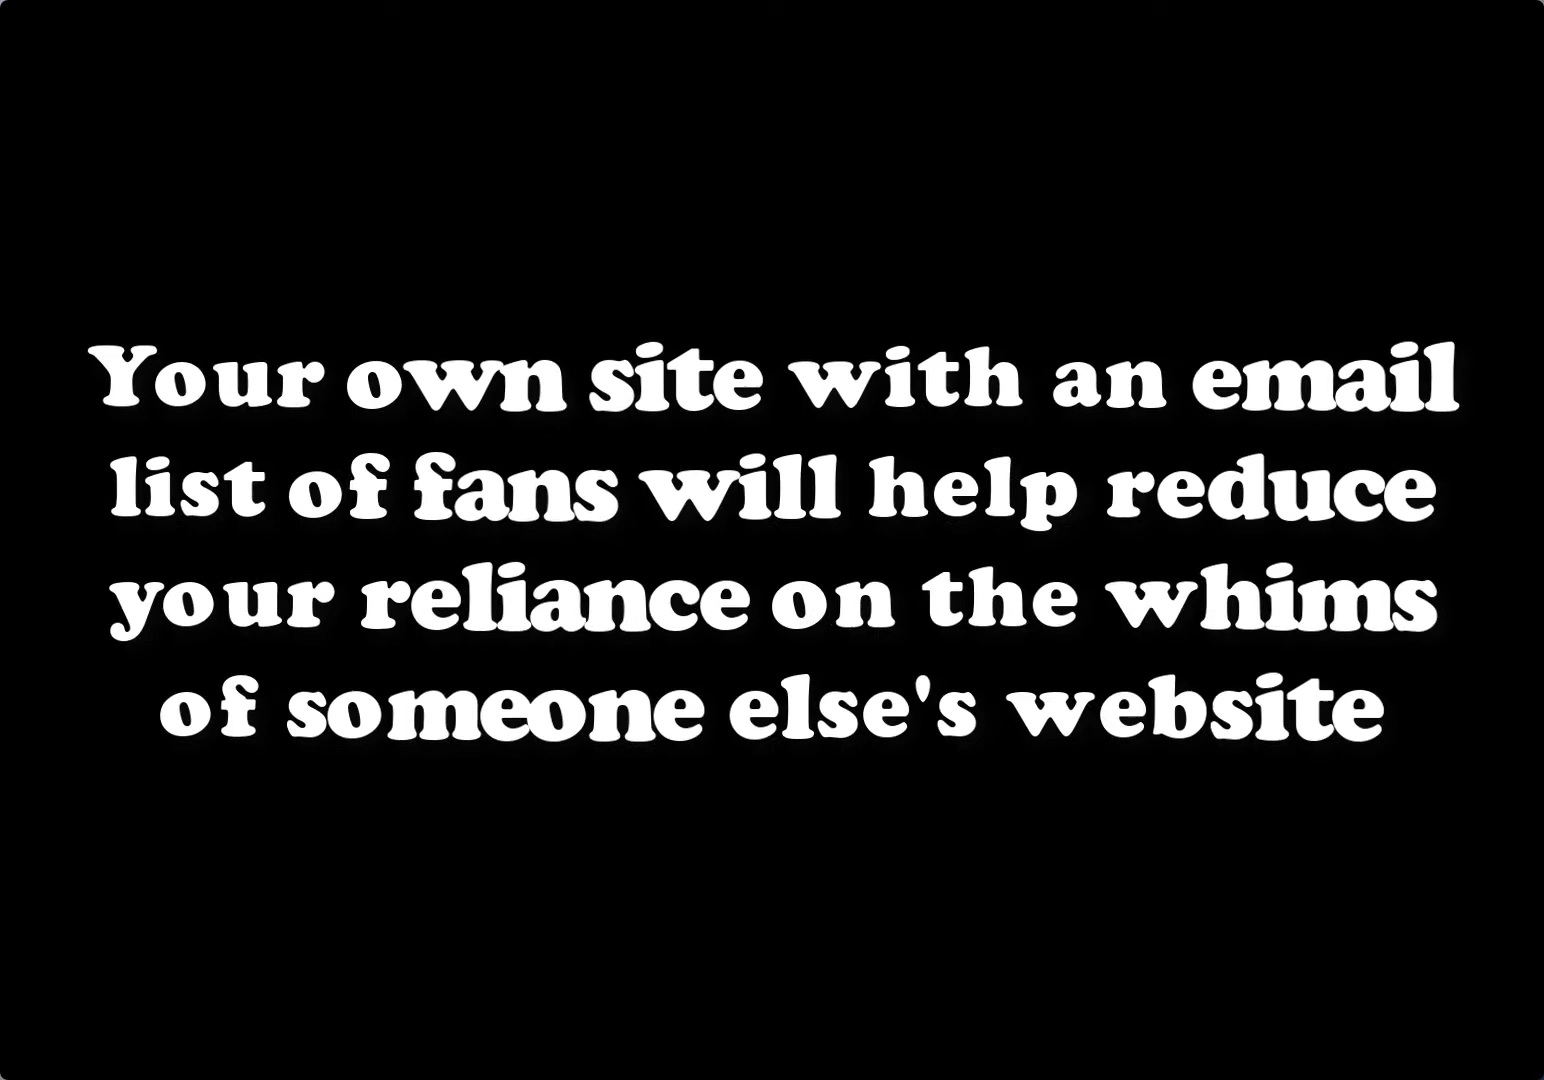 Your own site with an email
list of fans will help reduce
your reliance on the whims
of someone else's website